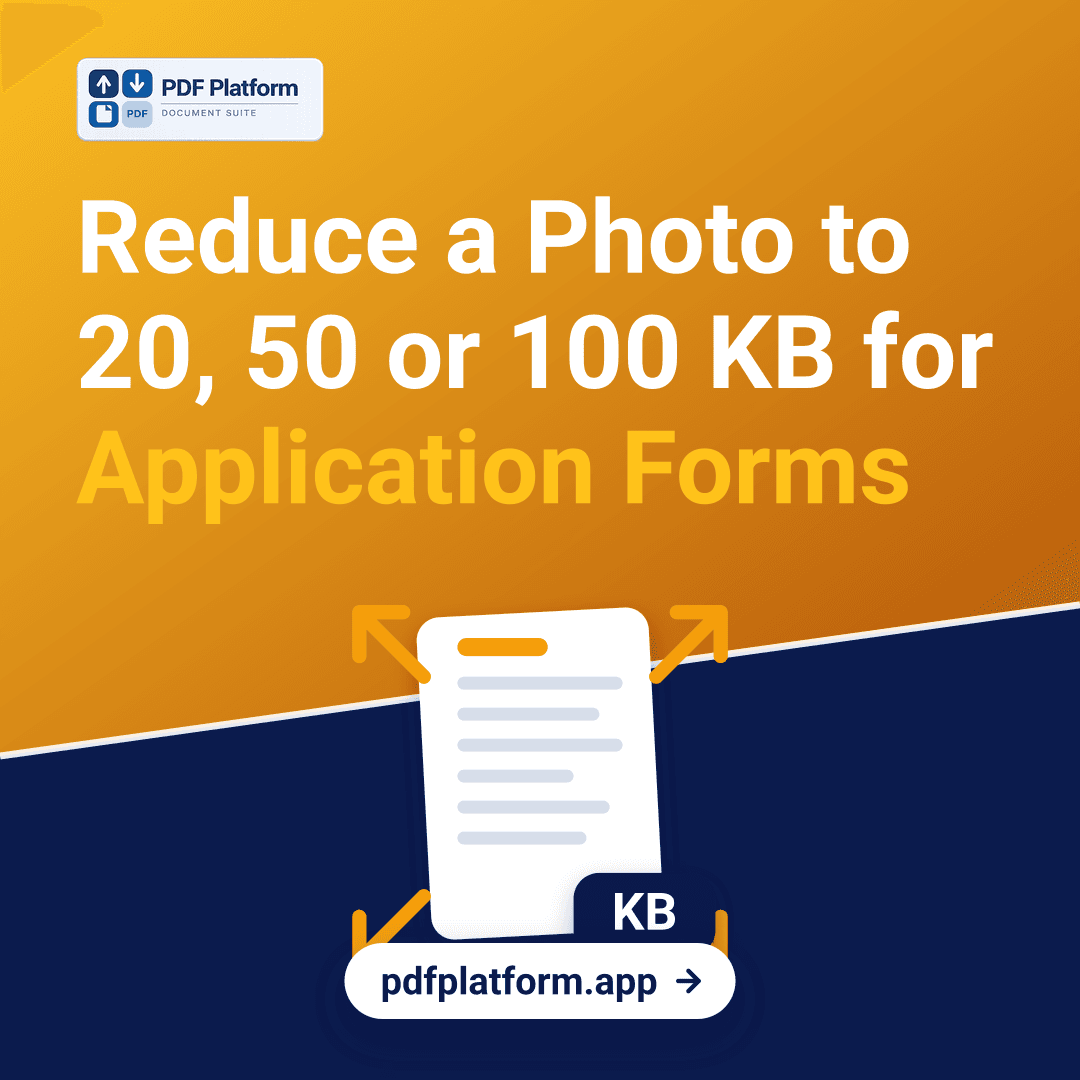 PDF Platform
PDF
DOCUMENT SUITE
Reduce a Photo to
20, 50 or 100 KB for
Application Forms
KB
pdfplatform.app →